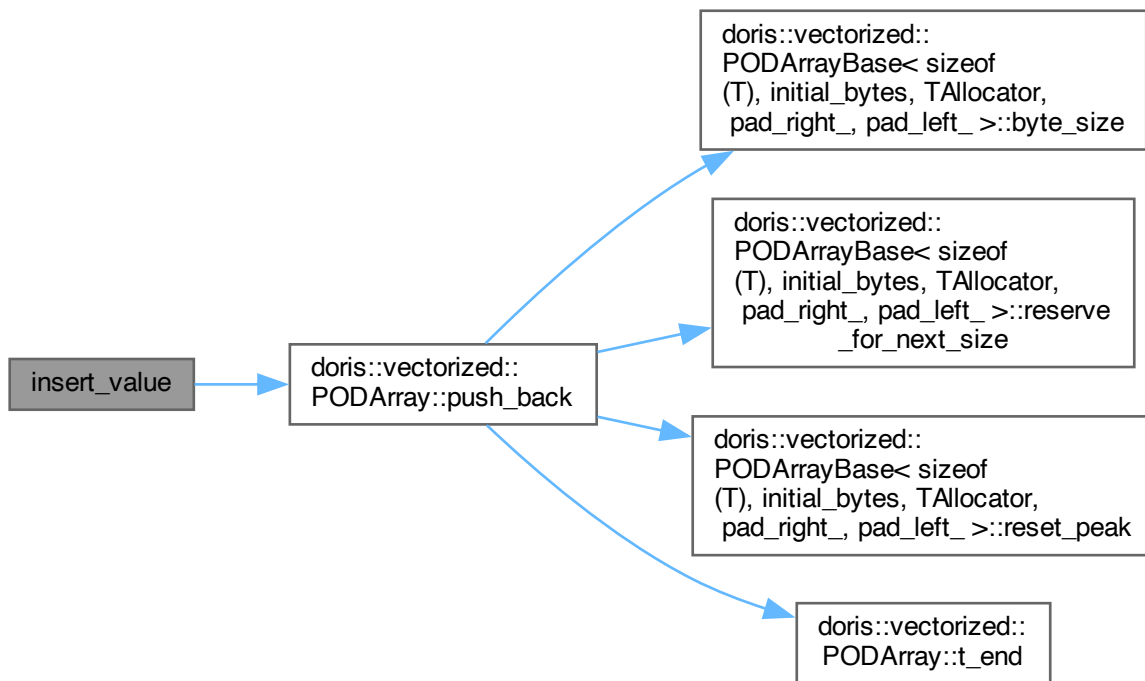 doris::vectorized::
PODArrayBase< sizeof
(T), initial_bytes, TAllocator,
pad_right_, pad_left_ >::byte_size
doris::vectorized::
PODArrayBase< sizeof
(T), initial_bytes, TAllocator,
pad_right_, pad_left_ >::reserve
_for_next_size
insert_value
doris::vectorized::
PODArray::push_back
doris::vectorized::
PODArrayBase< sizeof
(T), initial_bytes, TAllocator,
pad_right_, pad_left_ >::reset_peak
doris::vectorized::
PODArray::t_end